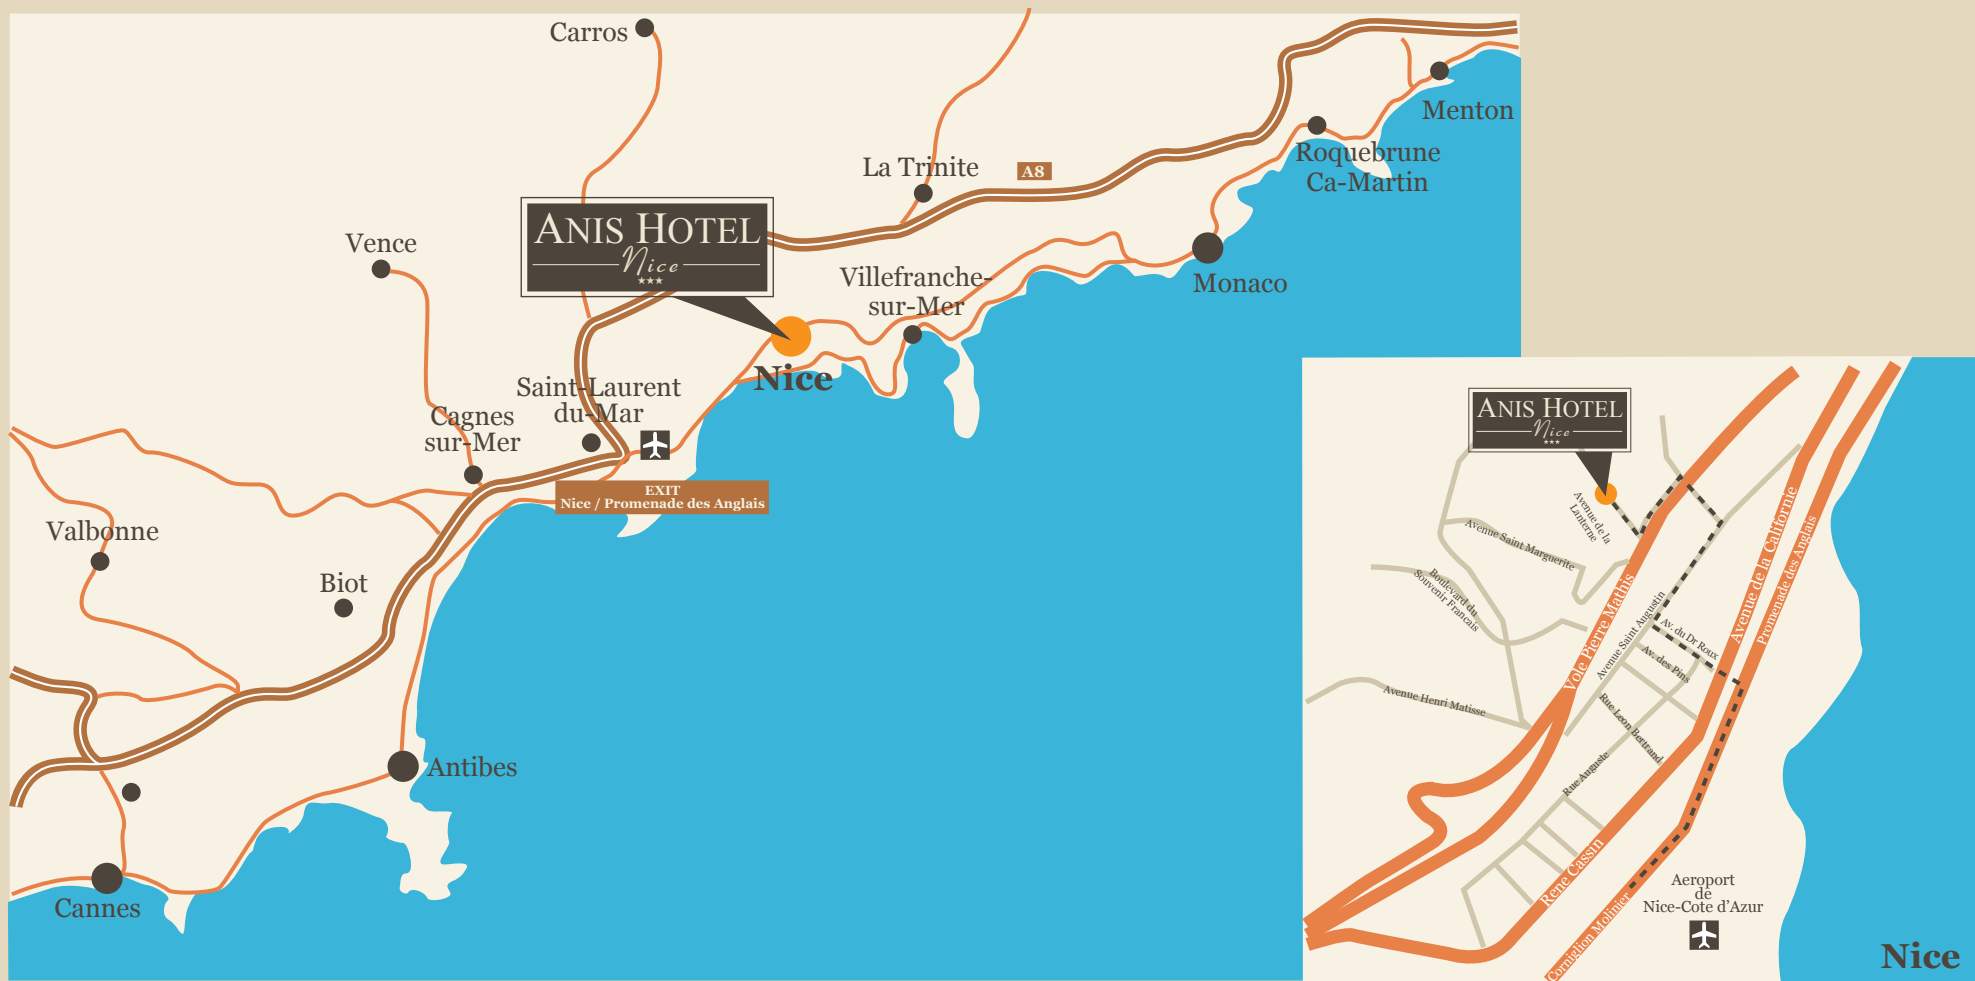 Carros
Menton
Roquebrune
Ca-Martin
La Trinite
A8
ANIS HOTEL
Nice
Vence
Villefranche-
sur-Mer
Monaco
Nice
Saint-Laurent
du-Mar
Cagnes
sur-Mer
EXIT
Nice / Promenade des Anglais
Valbonne
Biot
Antibes
Cannes
ANIS HOTEL
Nice
Avenue de la
Lanterne
Avenue Saint Marguerite
Boulevard du
Souvenir Francais
Avenue Henri Matisse
Voie Pierre Mathis
Avenue Saint Augustin
Av. du Dr Roux
Av. des Pins
Rue Leon Bertrand
Rue Auguste
Avenue de la Californie
Promenade des Anglais
Rene Cassin
Corniglion Molinier
Aeroport
de
Nice-Cote d'Azur
Nice